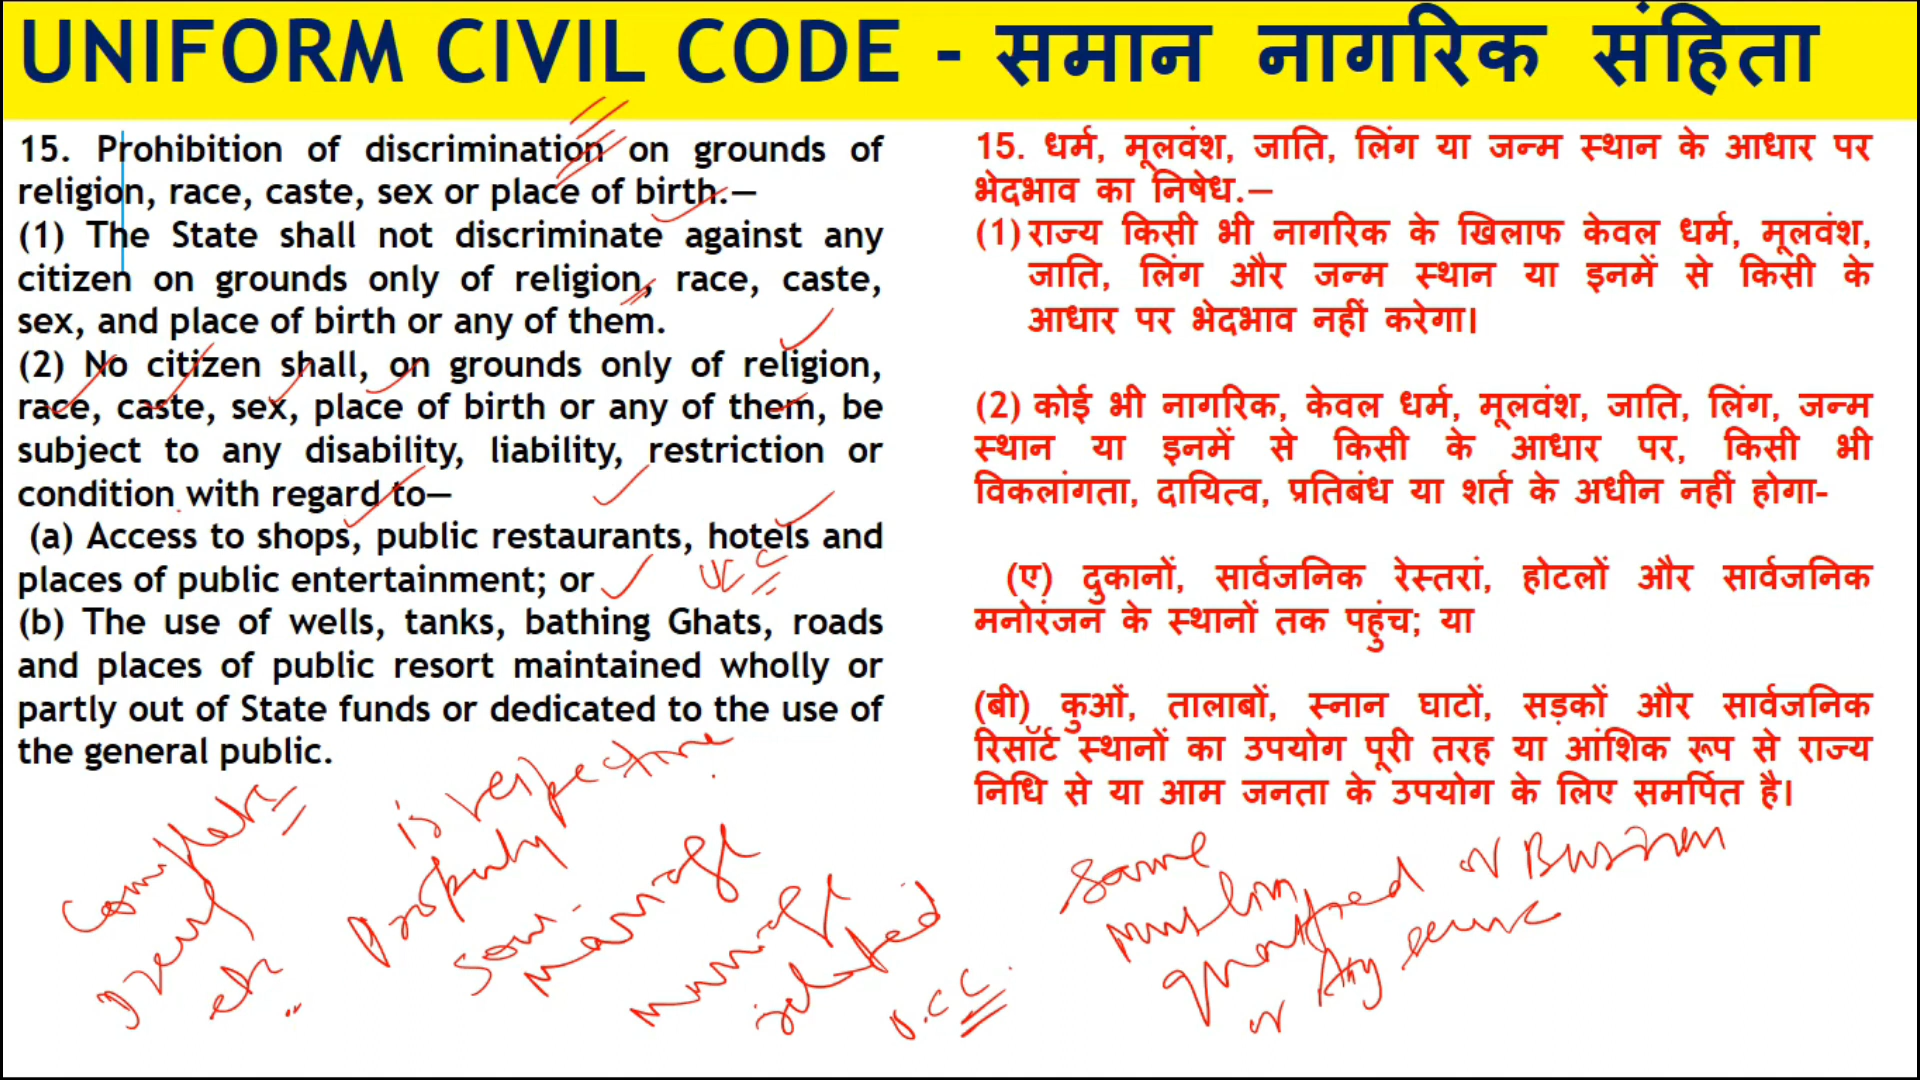 UNIFORM CIVIL CODE - समान नागरिक संहिता
15. Prohibition of discrimination on grounds of
religion, race, caste, sex or place of birth.—
(1) The State shall not discriminate against any
citizen on grounds only of religion, race, caste,
sex, and place of birth or any of them.
(2) No citizen shall, on grounds only of religion,
race, caste, sex, place of birth or any of them, be
subject to any disability, liability, restriction or
condition with regard to—
(a) Access to shops, public restaurants, hotels and
places of public entertainment; or
UCC
(b) The use of wells, tanks, bathing Ghats, roads
and places of public resort maintained wholly or
partly out of State funds or dedicated to the use of
the general public.
15. धर्म, मूलवंश, जाति, लिंग या जन्म स्थान के आधार पर
भेदभाव का निषेध.—
(1) राज्य किसी भी नागरिक के खिलाफ केवल धर्म, मूलवंश,
जाति, लिंग और जन्म स्थान या इनमें से किसी के
आधार पर भेदभाव नहीं करेगा।
(2) कोई भी नागरिक, केवल धर्म, मूलवंश, जाति, लिंग, जन्म
स्थान या इनमें से किसी के आधार पर, किसी भी
विकलांगता, दायित्व, प्रतिबंध या शर्त के अधीन नहीं होगा-
(ए) दुकानों, सार्वजनिक रेस्तरां, होटलों और सार्वजनिक
मनोरंजन के स्थानों तक पहुंच; या
(बी) कुओं, तालाबों, स्नान घाटों, सड़कों और सार्वजनिक
रिसॉर्ट स्थानों का उपयोग पूरी तरह या आंशिक रूप से राज्य
निधि से या आम जनता के उपयोग के लिए समर्पित है।
is respective
property
some
muslim
or Business
or Any